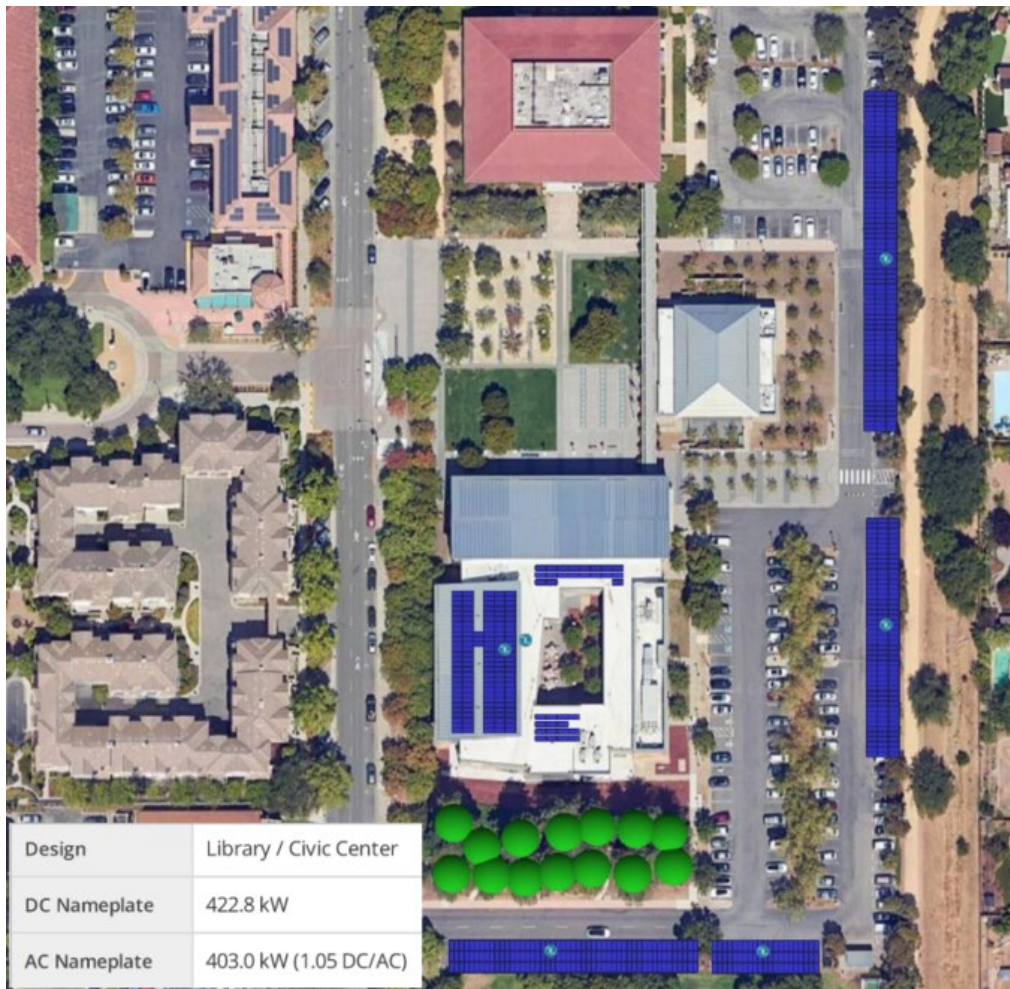 Design Library / Civic Center
DC Nameplate 422.8 kW
AC Nameplate 403.0 kW (1.05 DC/AC)